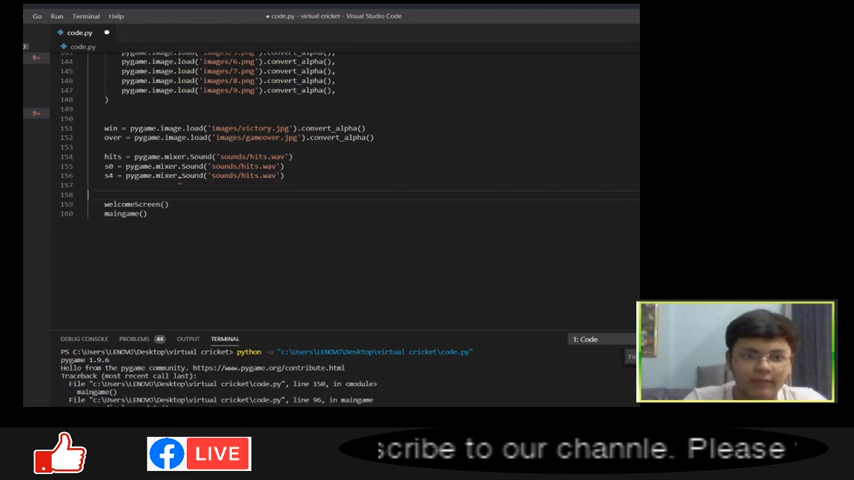 Go Run Terminal Help
● code.py - virtual cricket - Visual Studio Code
code.py ●
code.py
9+
9+
144 pygame.image.load('images/6.png').convert_alpha(),
145 pygame.image.load('images/7.png').convert_alpha(),
146 pygame.image.load('images/8.png').convert_alpha(),
147 pygame.image.load('images/9.png').convert_alpha(),
148 )
149
150
151 win = pygame.image.load('images/victory.jpg').convert_alpha()
152 over = pygame.image.load('images/gameover.jpg').convert_alpha()
153
154 hits = pygame.mixer.Sound('sounds/hits.wav')
155 s0 = pygame.mixer.Sound('sounds/hits.wav')
156 s4 = pygame.mixer.Sound('sounds/hits.wav')
157
158
159 welcomeScreen()
160 maingame()
DEBUG CONSOLE PROBLEMS 44 OUTPUT TERMINAL 1: Code
PS C:\Users\LENOVO\Desktop\virtual cricket> python -u "c:\Users\LENOVO\Desktop\virtual cricket\code.py"
pygame 1.9.6
Hello from the pygame community. https://www.pygame.org/contribute.html
Traceback (most recent call last):
File "c:\Users\LENOVO\Desktop\virtual cricket\code.py", line 150, in <module>
maingame()
File "c:\Users\LENOVO\Desktop\virtual cricket\code.py", line 96, in maingame
f LIVE
scribe to our channle. Please